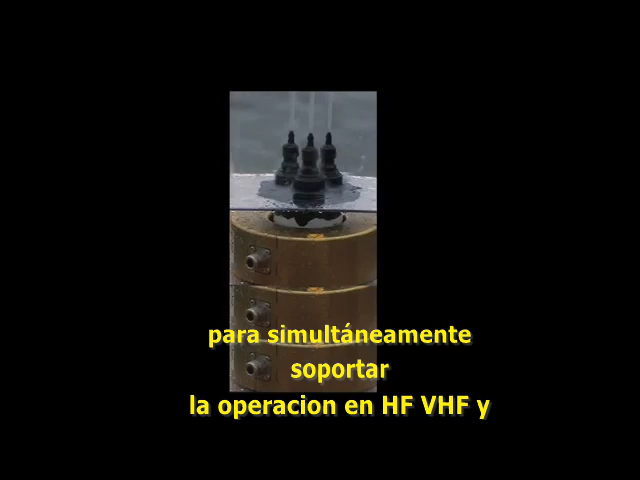 para simultáneamente
soportar
la operacion en HF VHF y